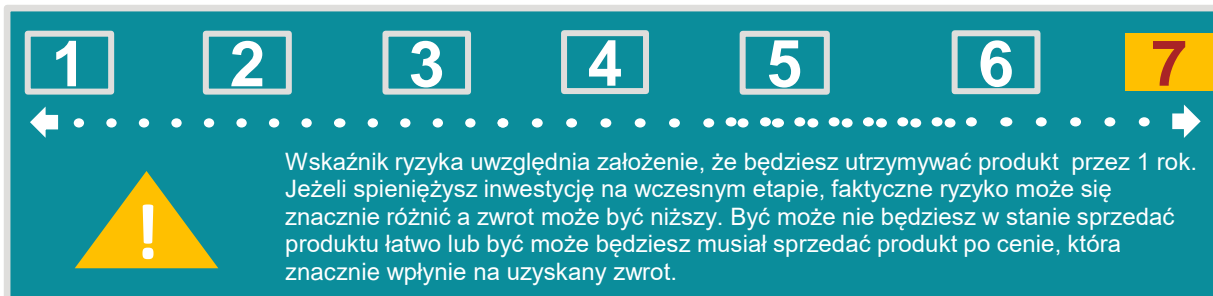 1 2 3 4 5 6 7
Wskaźnik ryzyka uwzględnia założenie, że będziesz utrzymywać produkt przez 1 rok.
Jeżeli spieniężysz inwestycję na wczesnym etapie, faktyczne ryzyko może się
znacznie różnić a zwrot może być niższy. Być może nie będziesz w stanie sprzedać
produktu łatwo lub być może będziesz musiał sprzedać produkt po cenie, która
znacznie wpłynie na uzyskany zwrot.
!